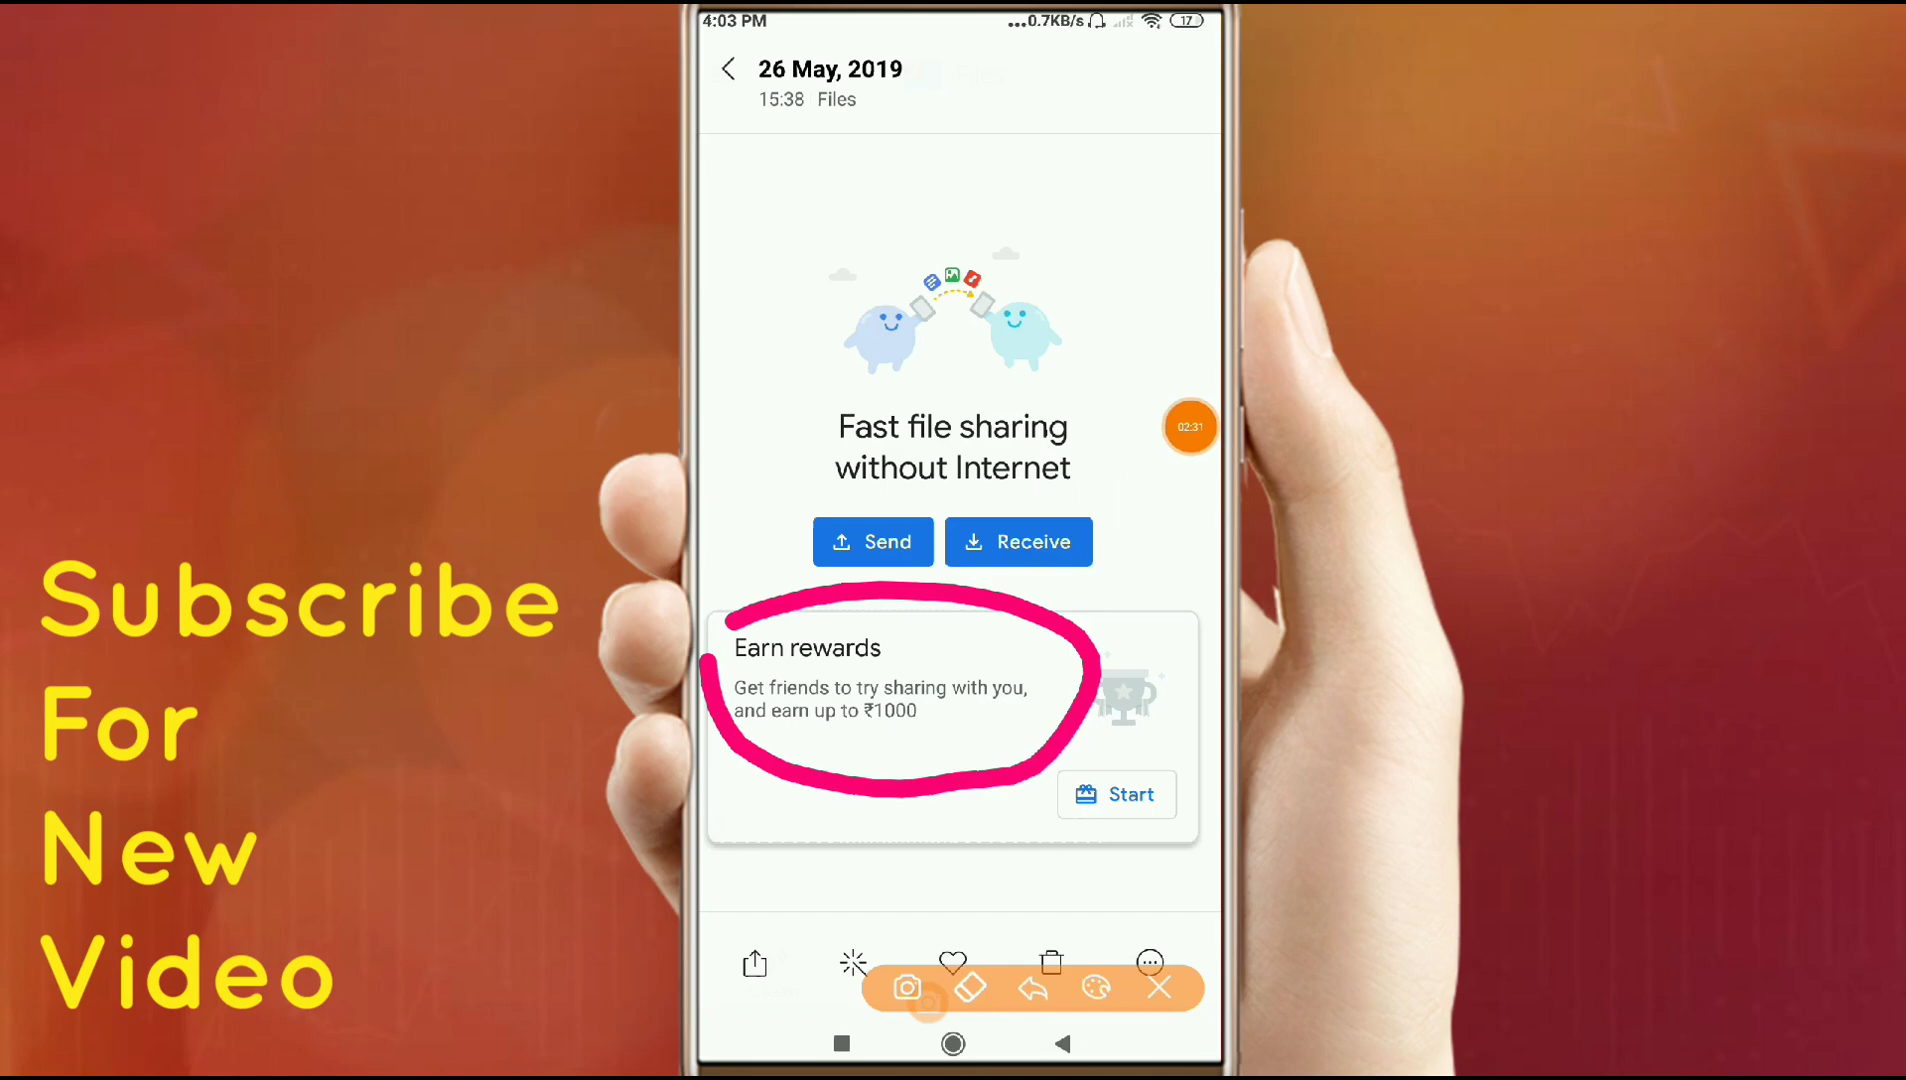 4:03 PM
...0.7KB/s
17
26 May, 2019
15:38 Files
Fast file sharing
without Internet
02:31
Send
Receive
Earn rewards
Get friends to try sharing with you,
and earn up to ₹1000
Start
Subscribe
For
New
Video